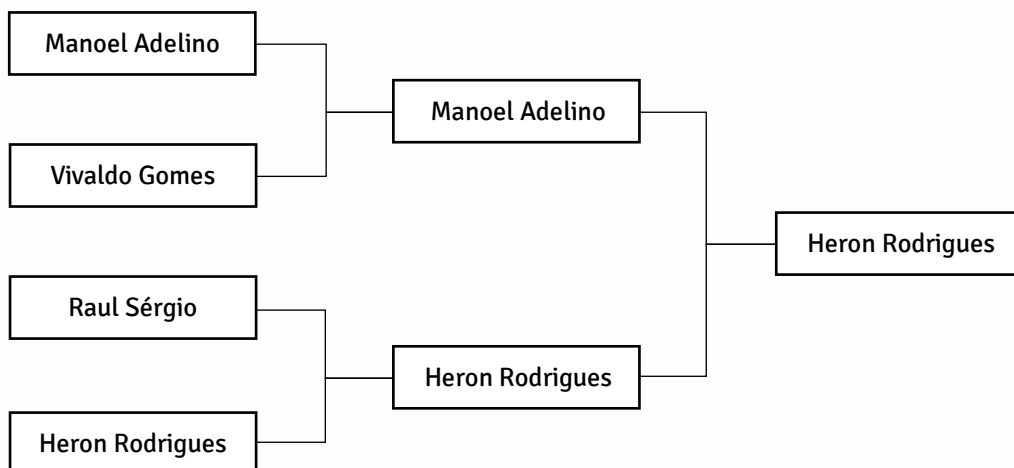 Manoel Adelino
Vivaldo Gomes
Raul Sérgio
Heron Rodrigues
Manoel Adelino
Heron Rodrigues
Heron Rodrigues